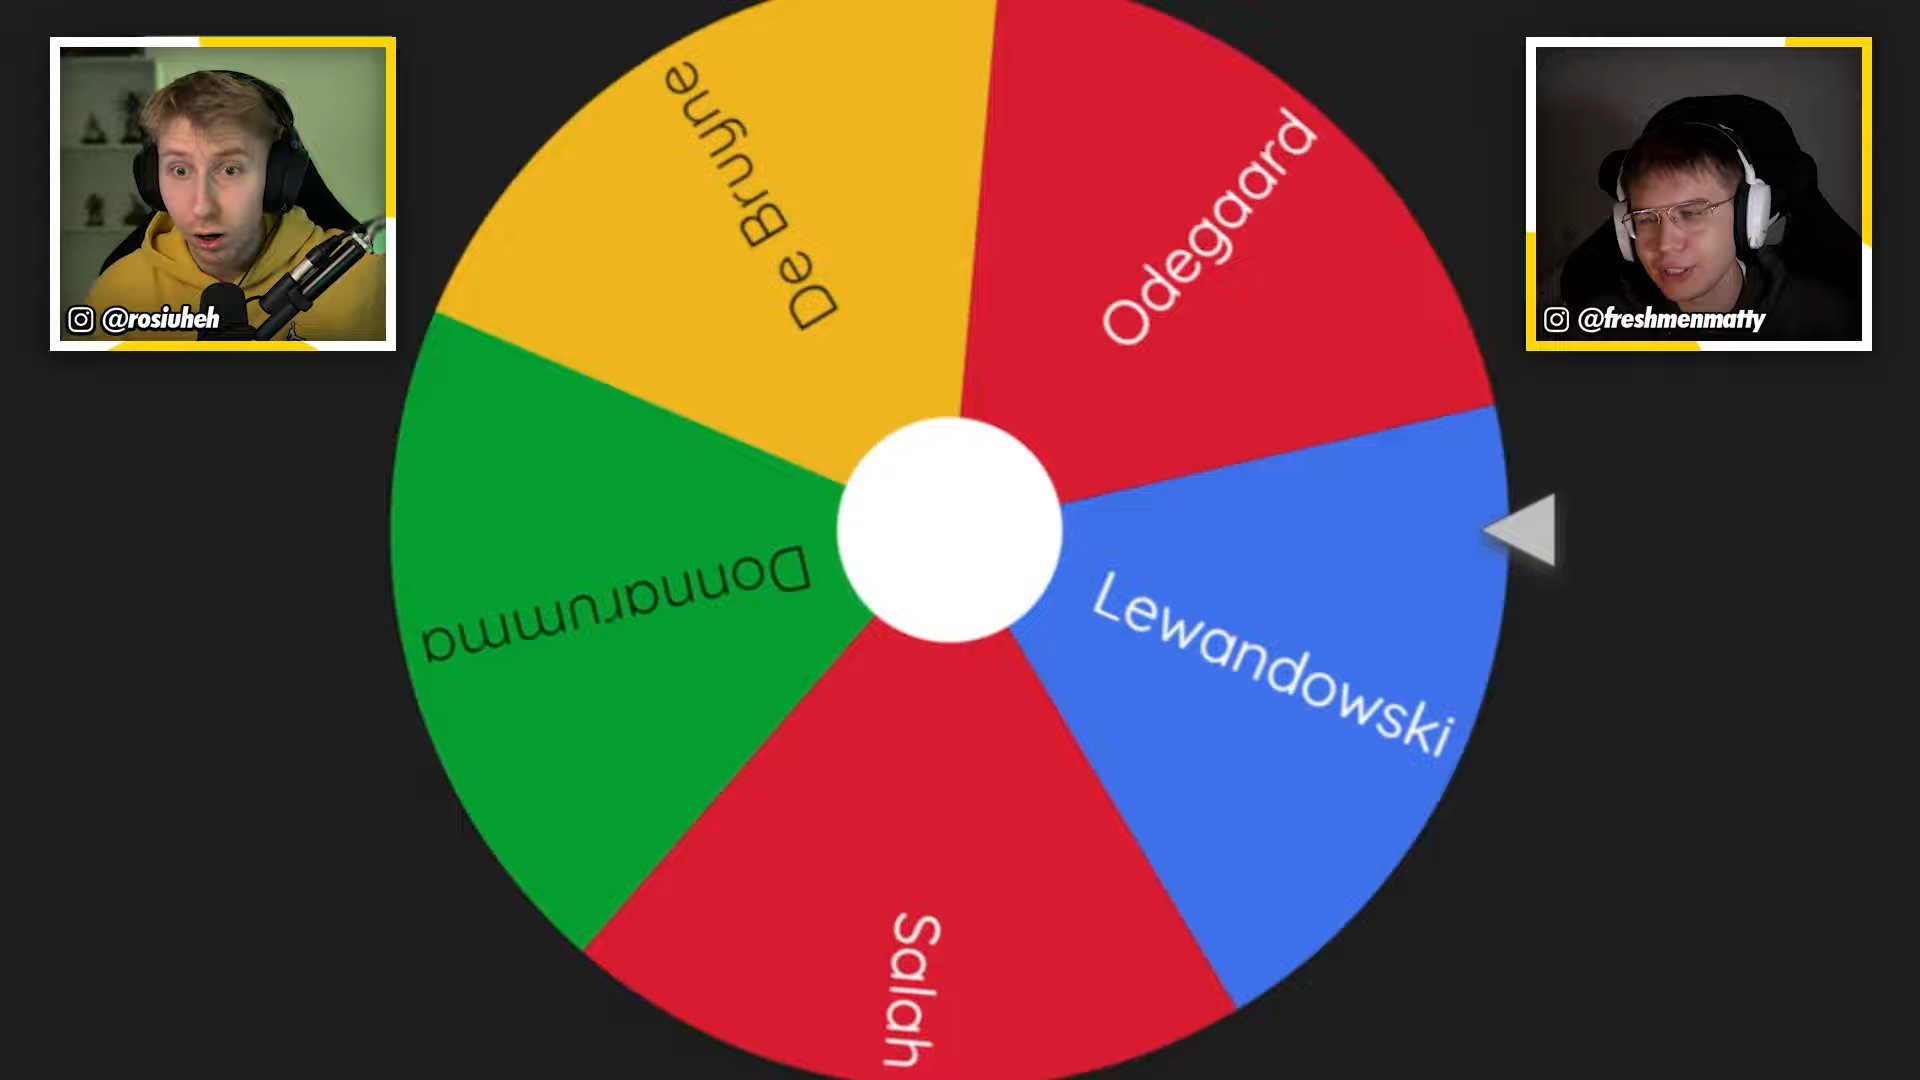 De Bruyne
Odegaard
@rosiuheh
@freshmenmatty
Donnarumma
Lewandowski
Salah